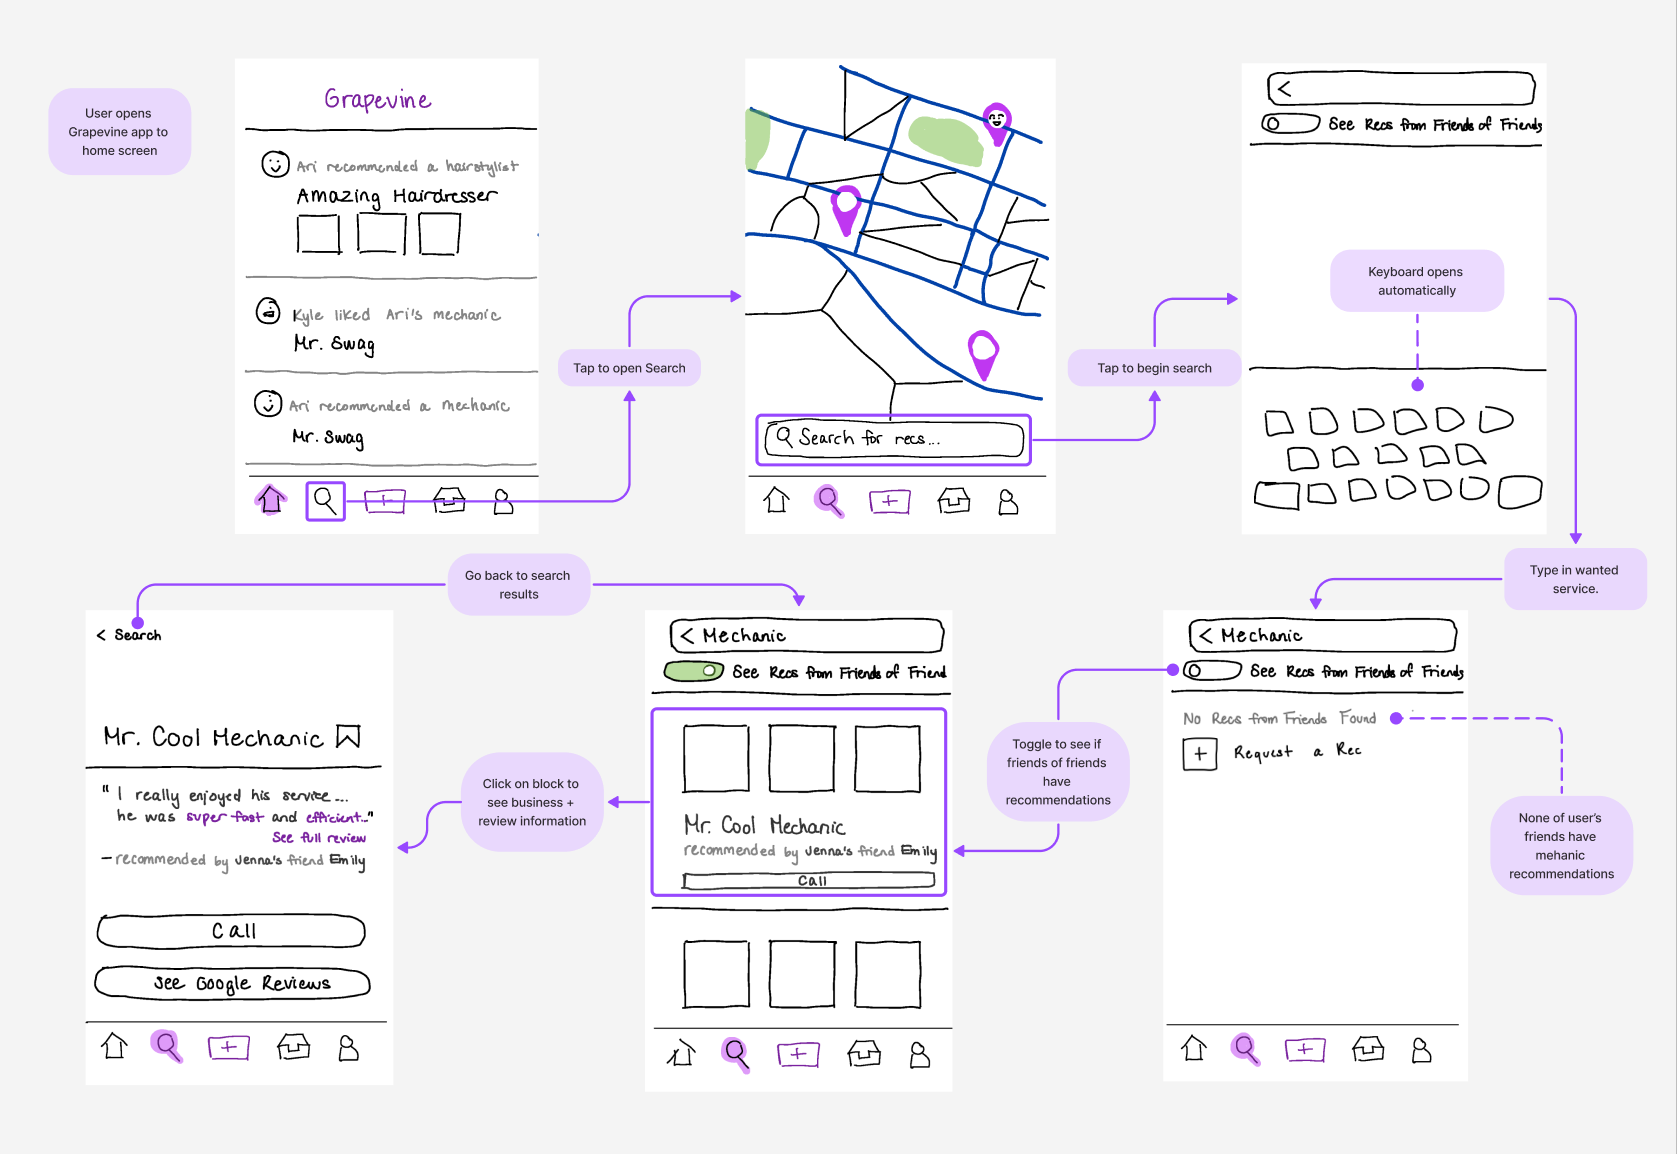 User opens
Grapevine app to
home screen
Grapevine
Ari recommended a hairstylist
Amazing Hairdresser
Kyle liked Ari's mechanic
Mr. Swag
Ari recommended a mechanic
Mr. Swag
Tap to open Search
Search for recs...
Tap to begin search
<
See Recs from Friends of Friends
Keyboard opens
automatically
Type in wanted
service.
< Mechanic
See Recs from Friends of Friends
No Recs from Friends Found
+ Request a Rec
None of user's
friends have
mehanic
recommendations
Toggle to see if
friends of friends
have
recommendations
< Mechanic
See Recs from Friends of Friend
Mr. Cool Mechanic
recommended by Jenna's friend Emily
Call
Click on block to
see business +
review information
Go back to search
results
< Search
Mr. Cool Mechanic
" I really enjoyed his service...
he was super fast and efficient..."
See full review
— recommended by Jenna's friend Emily
Call
See Google Reviews